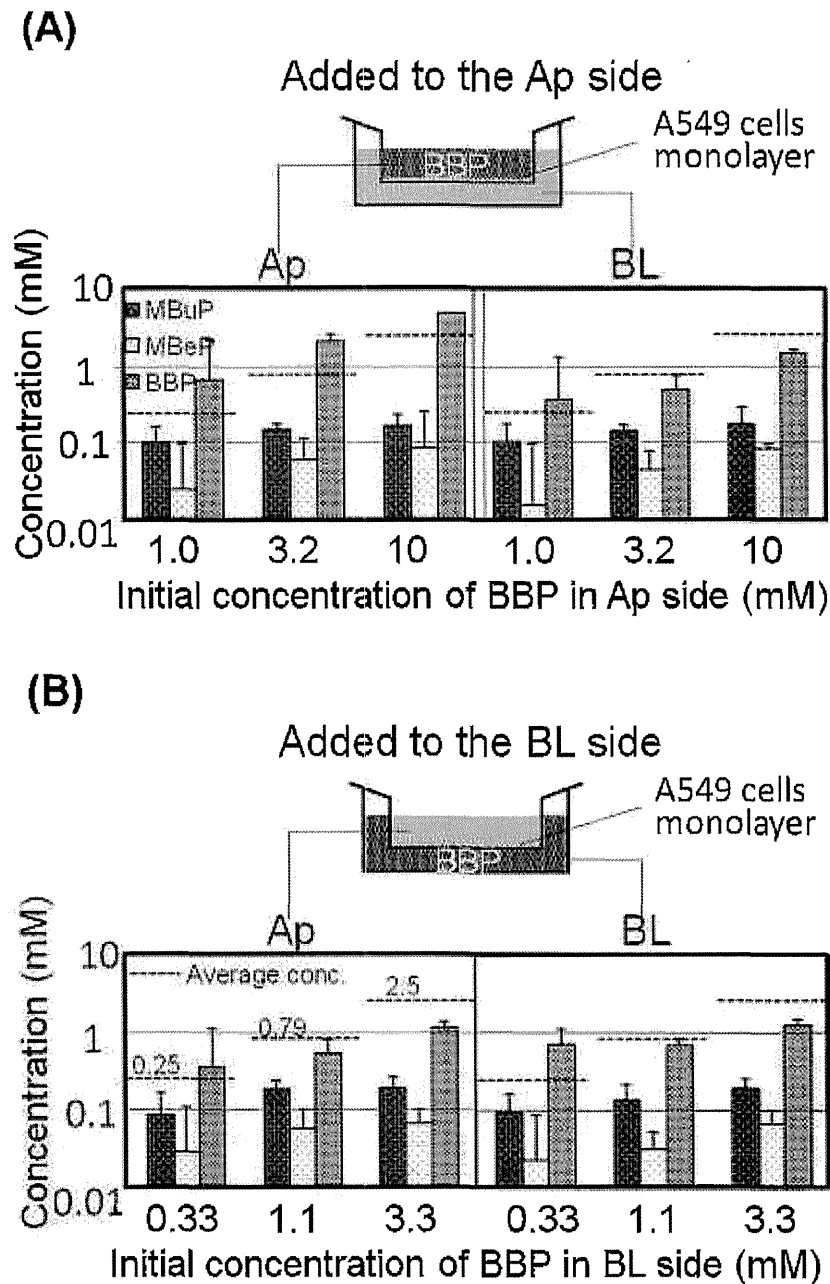 (A)
Added to the Ap side
A549 cells
monolayer
BBP
Ap
BL
Concentration (mM)
10
1
0.1
0.01
MBuP
MBeP
BBP
1.0
3.2
10
1.0
3.2
10
Initial concentration of BBP in Ap side (mM)
(B)
Added to the BL side
A549 cells
monolayer
BBP
Ap
BL
Concentration (mM)
10
1
0.1
0.01
Average conc.
0.25
0.79
2.5
0.33
1.1
3.3
0.33
1.1
3.3
Initial concentration of BBP in BL side (mM)